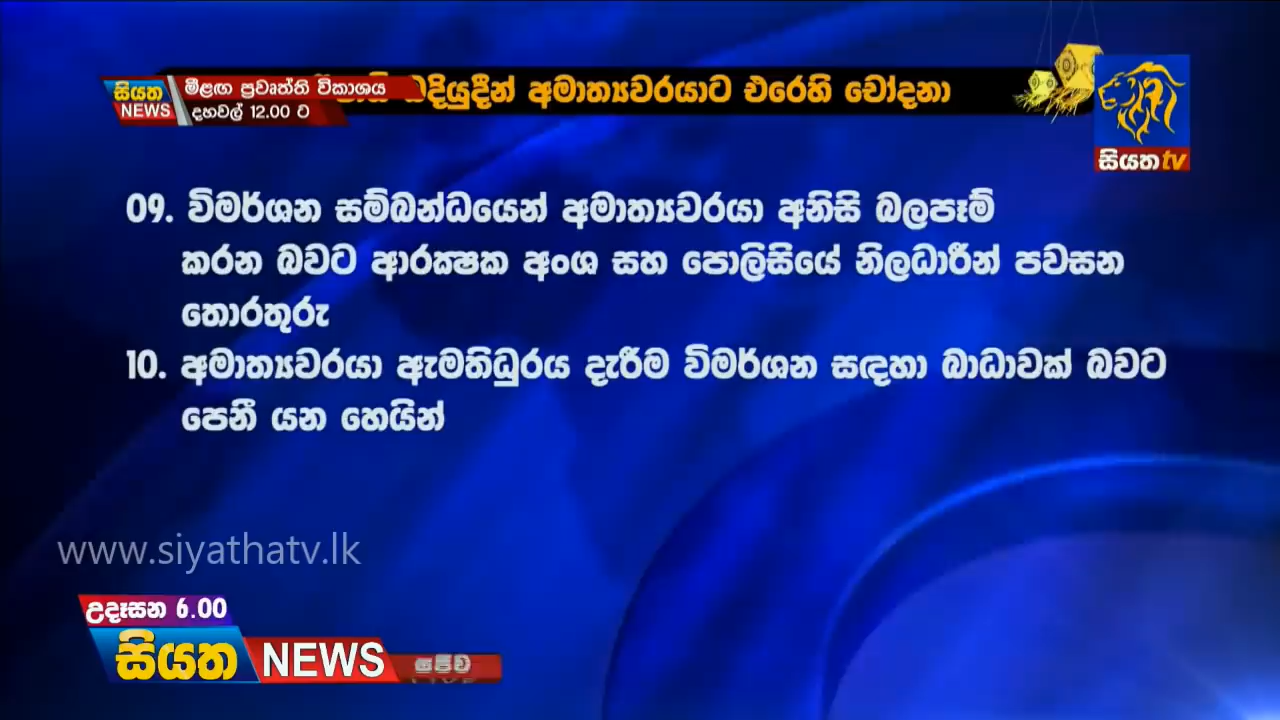 සියත
NEWS
මීළඟ ප්‍රවෘත්ති විකාශය
දහවල් 12.00 ට
බදියුදීන් අමාත්‍යවරයාට එරෙහි චෝදනා
සියත tv
09. විමර්ශන සම්බන්ධයෙන් අමාත්‍යවරයා අනිසි බලපෑම්
කරන බවට ආරක්‍ෂක අංශ සහ පොලිසියේ නිලධාරීන් පවසන
තොරතුරු
10. අමාත්‍යවරයා ඇමතිධුරය දැරීම විමර්ශන සඳහා බාධාවක් බවට
පෙනී යන හෙයින්
www.siyathatv.lk
උදෑසන 6.00
සියත NEWS
සජීව
LIVE